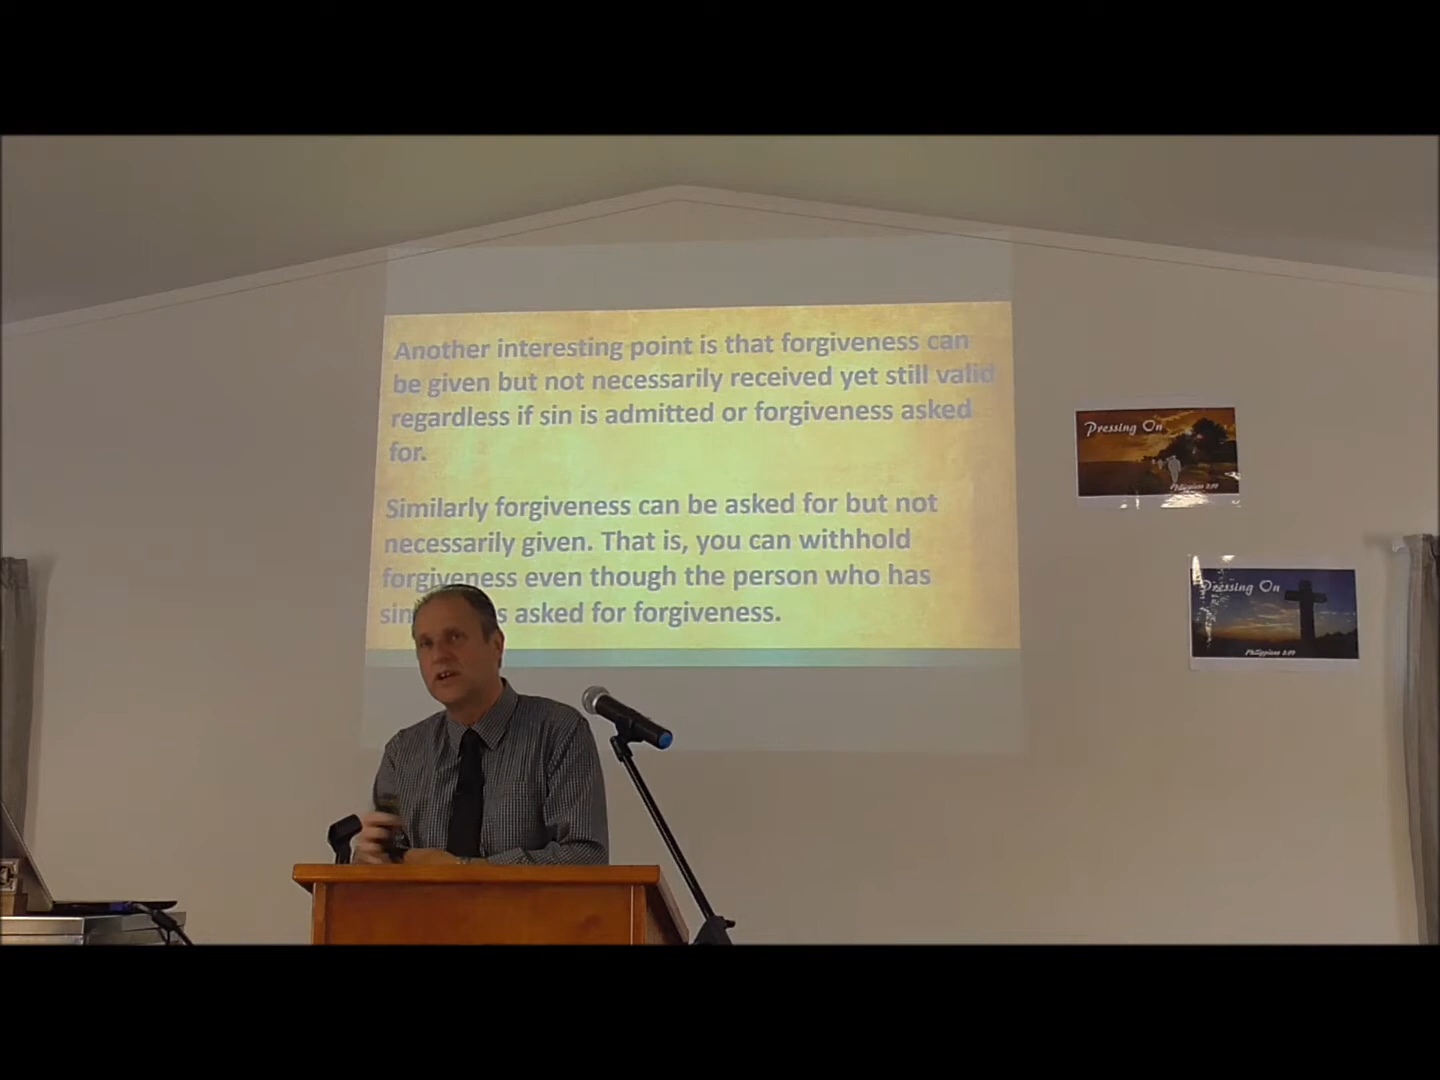 Another interesting point is that forgiveness can
be given but not necessarily received yet still valid
regardless if sin is admitted or forgiveness asked
for.
Similarly forgiveness can be asked for but not
necessarily given. That is, you can withhold
forgiveness even though the person who has
sin s asked for forgiveness.
Pressing On
Pressing On
Philippians